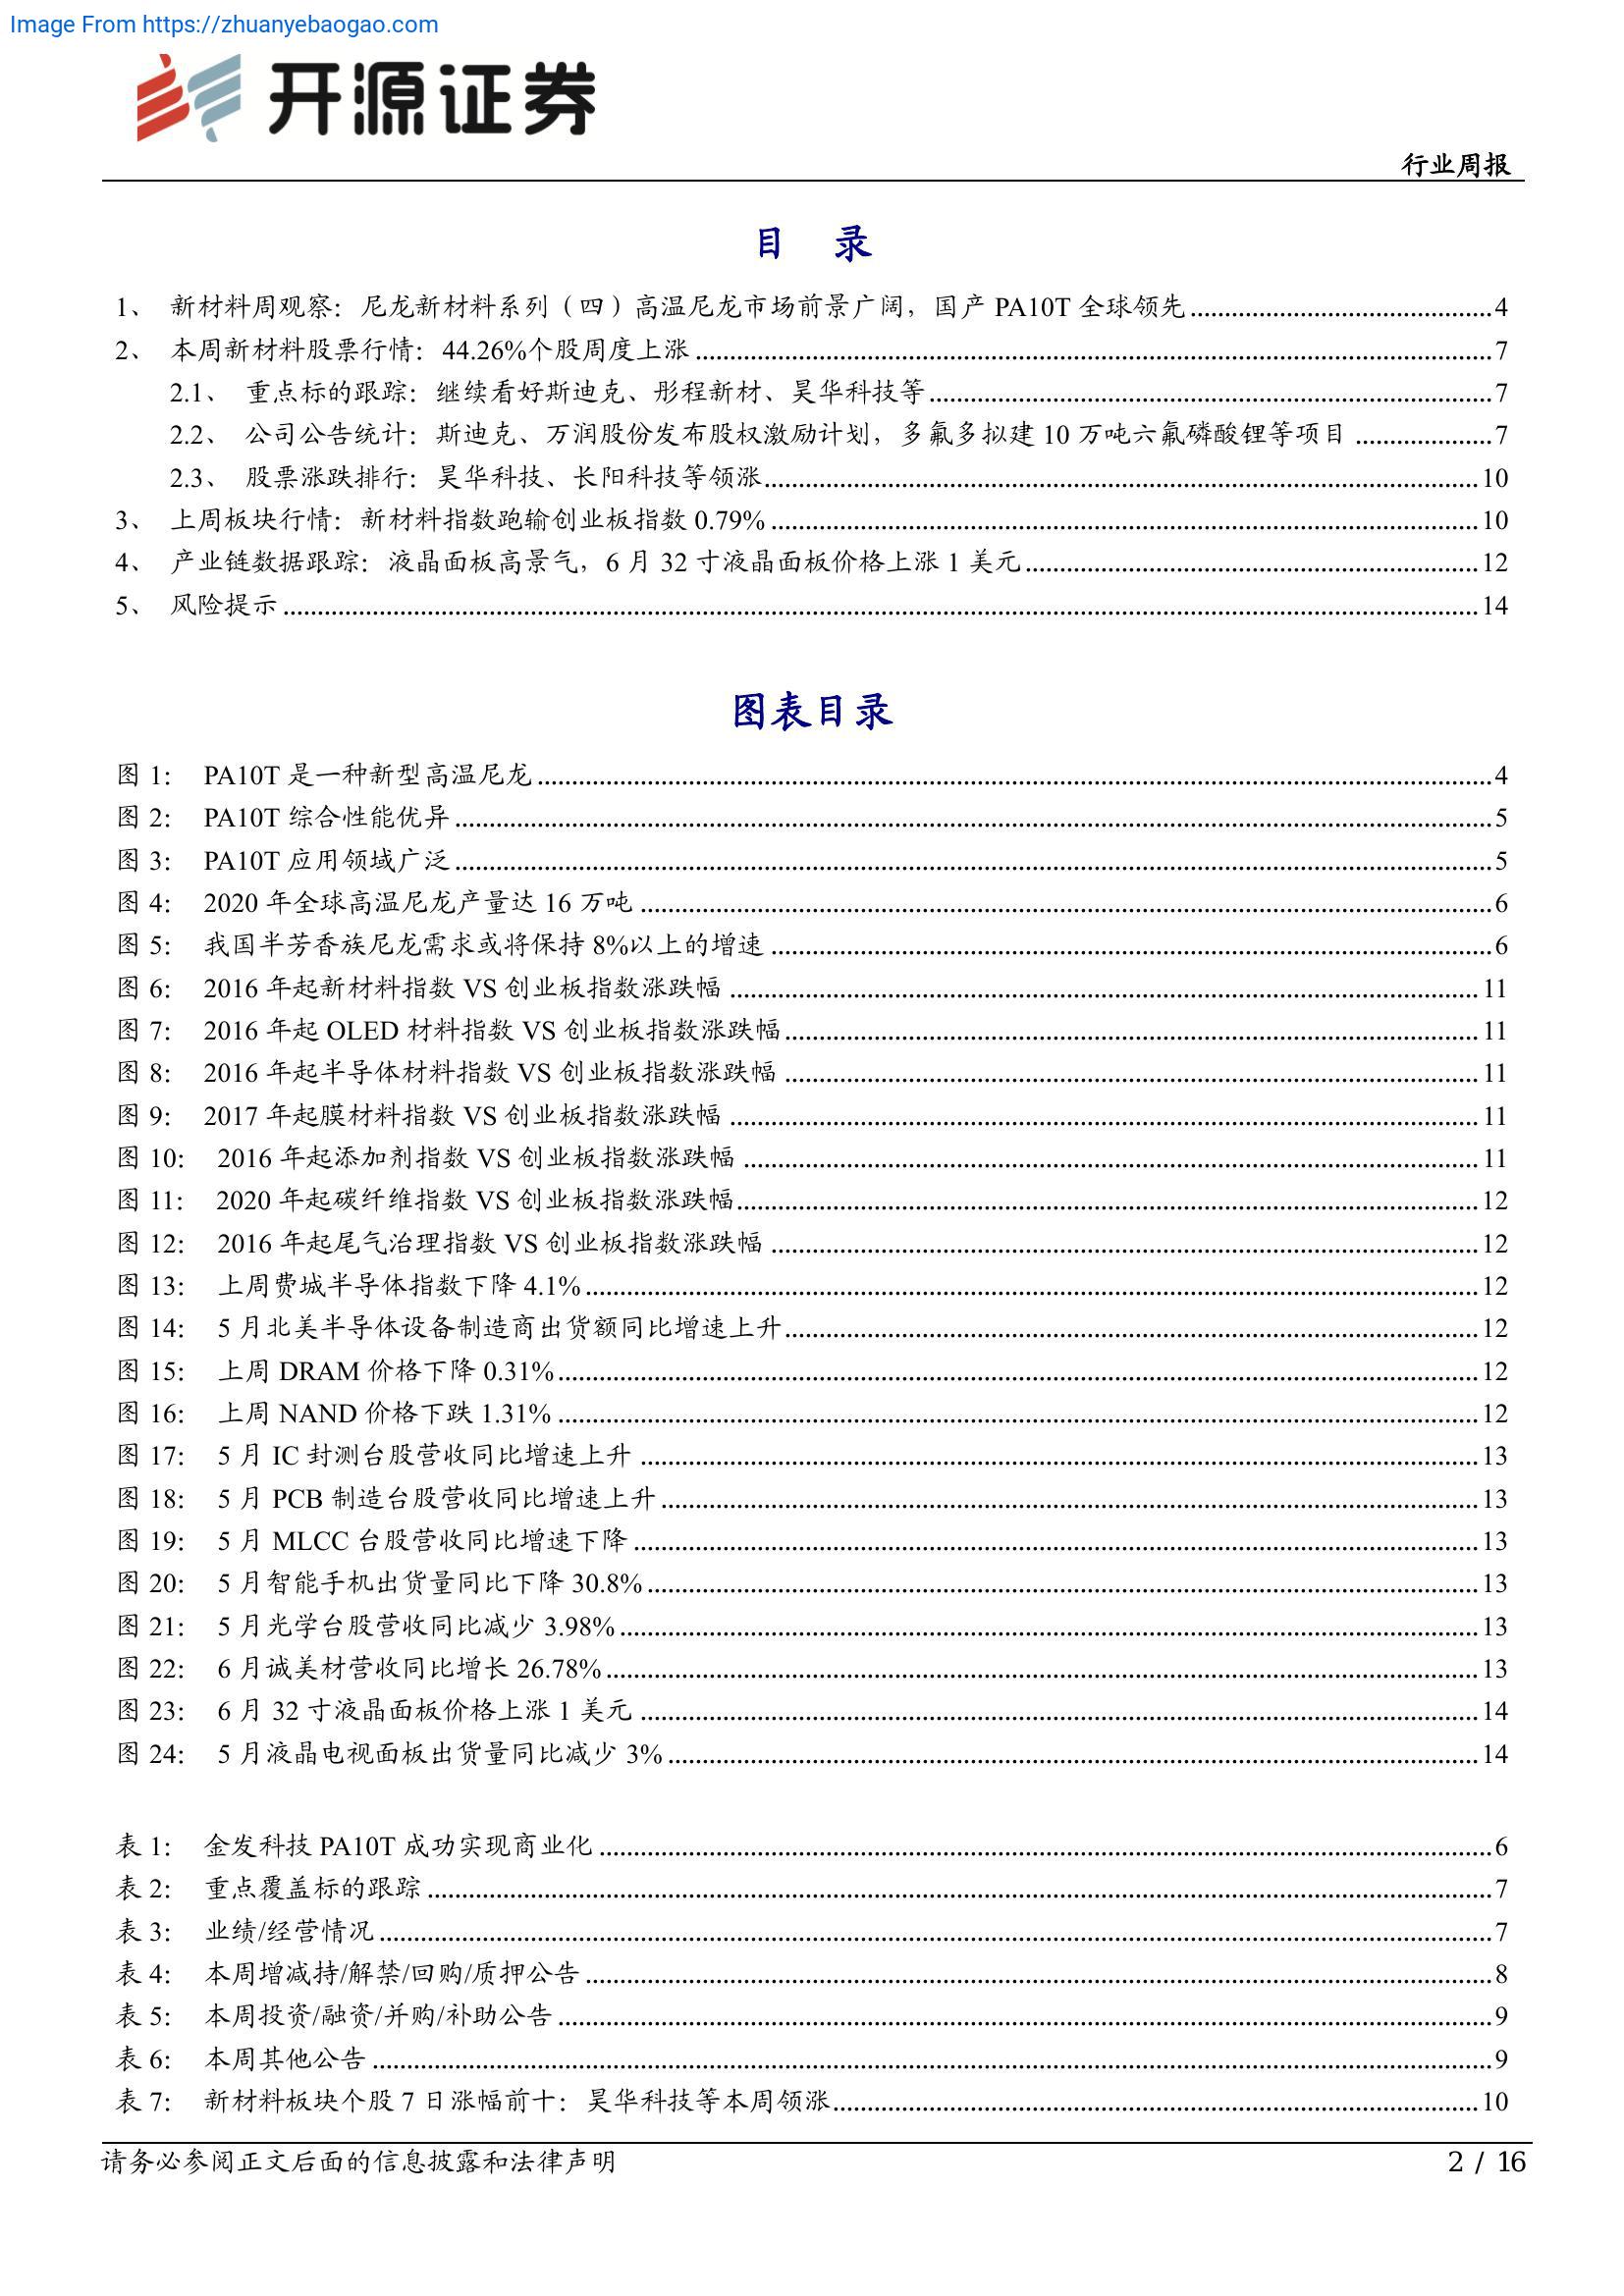 Image From https://zhuanyebaogao.com
开源证券
行业周报
目 录
1、 新材料周观察：尼龙新材料系列（四）高温尼龙市场前景广阔，国产 PA10T 全球领先 4
2、 本周新材料股票行情：44.26%个股周度上涨 7
2.1、 重点标的跟踪：继续看好斯迪克、彤程新材、昊华科技等 7
2.2、 公司公告统计：斯迪克、万润股份发布股权激励计划，多氟多拟建 10 万吨六氟磷酸锂等项目 7
2.3、 股票涨跌排行：昊华科技、长阳科技等领涨 10
3、 上周板块行情：新材料指数跑输创业板指数 0.79% 10
4、 产业链数据跟踪：液晶面板高景气，6 月 32 寸液晶面板价格上涨 1 美元 12
5、 风险提示 14
图表目录
图 1： PA10T 是一种新型高温尼龙 4
图 2： PA10T 综合性能优异 5
图 3： PA10T 应用领域广泛 5
图 4： 2020 年全球高温尼龙产量达 16 万吨 6
图 5： 我国半芳香族尼龙需求或将保持 8%以上的增速 6
图 6： 2016 年起新材料指数 VS 创业板指数涨跌幅 11
图 7： 2016 年起 OLED 材料指数 VS 创业板指数涨跌幅 11
图 8： 2016 年起半导体材料指数 VS 创业板指数涨跌幅 11
图 9： 2017 年起膜材料指数 VS 创业板指数涨跌幅 11
图 10： 2016 年起添加剂指数 VS 创业板指数涨跌幅 11
图 11： 2020 年起碳纤维指数 VS 创业板指数涨跌幅 12
图 12： 2016 年起尾气治理指数 VS 创业板指数涨跌幅 12
图 13： 上周费城半导体指数下降 4.1% 12
图 14： 5 月北美半导体设备制造商出货额同比增速上升 12
图 15： 上周 DRAM 价格下降 0.31% 12
图 16： 上周 NAND 价格下跌 1.31% 12
图 17： 5 月 IC 封测台股营收同比增速上升 13
图 18： 5 月 PCB 制造台股营收同比增速上升 13
图 19： 5 月 MLCC 台股营收同比增速下降 13
图 20： 5 月智能手机出货量同比下降 30.8% 13
图 21： 5 月光学台股营收同比减少 3.98% 13
图 22： 6 月诚美材营收同比增长 26.78% 13
图 23： 6 月 32 寸液晶面板价格上涨 1 美元 14
图 24： 5 月液晶电视面板出货量同比减少 3% 14
表 1： 金发科技 PA10T 成功实现商业化 6
表 2： 重点覆盖标的跟踪 7
表 3： 业绩/经营情况 7
表 4： 本周增减持/解禁/回购/质押公告 8
表 5： 本周投资/融资/并购/补助公告 9
表 6： 本周其他公告 9
表 7： 新材料板块个股 7 日涨幅前十：昊华科技等本周领涨 10
请务必参阅正文后面的信息披露和法律声明 2 / 16